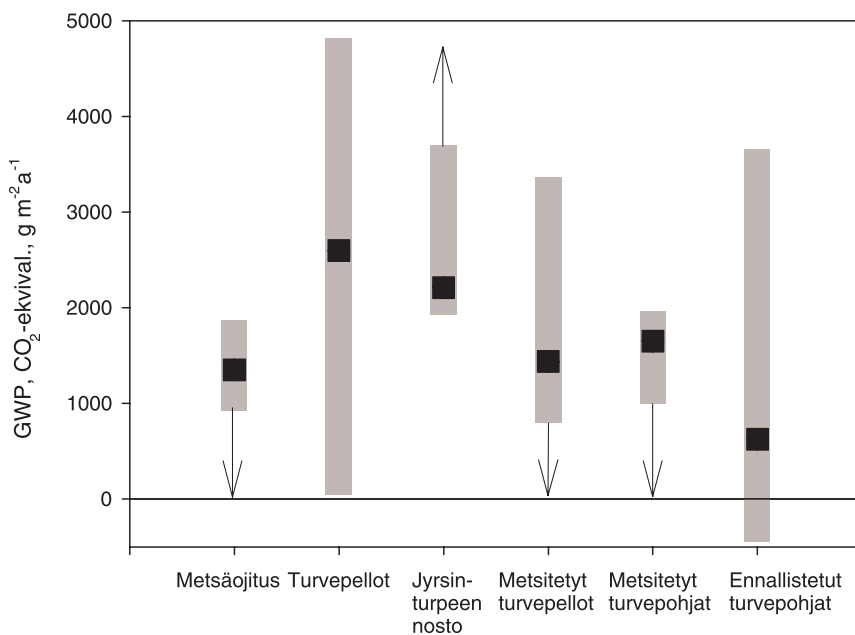 GWP, CO2-ekvival., g m-2a-1
5000
4000
3000
2000
1000
0
Metsäojitus
Turvepellot
Jyrsin-
turpeen
nosto
Metsitetyt
turvepellot
Metsitetyt
turvepohjat
Ennallistetut
turvepohjat